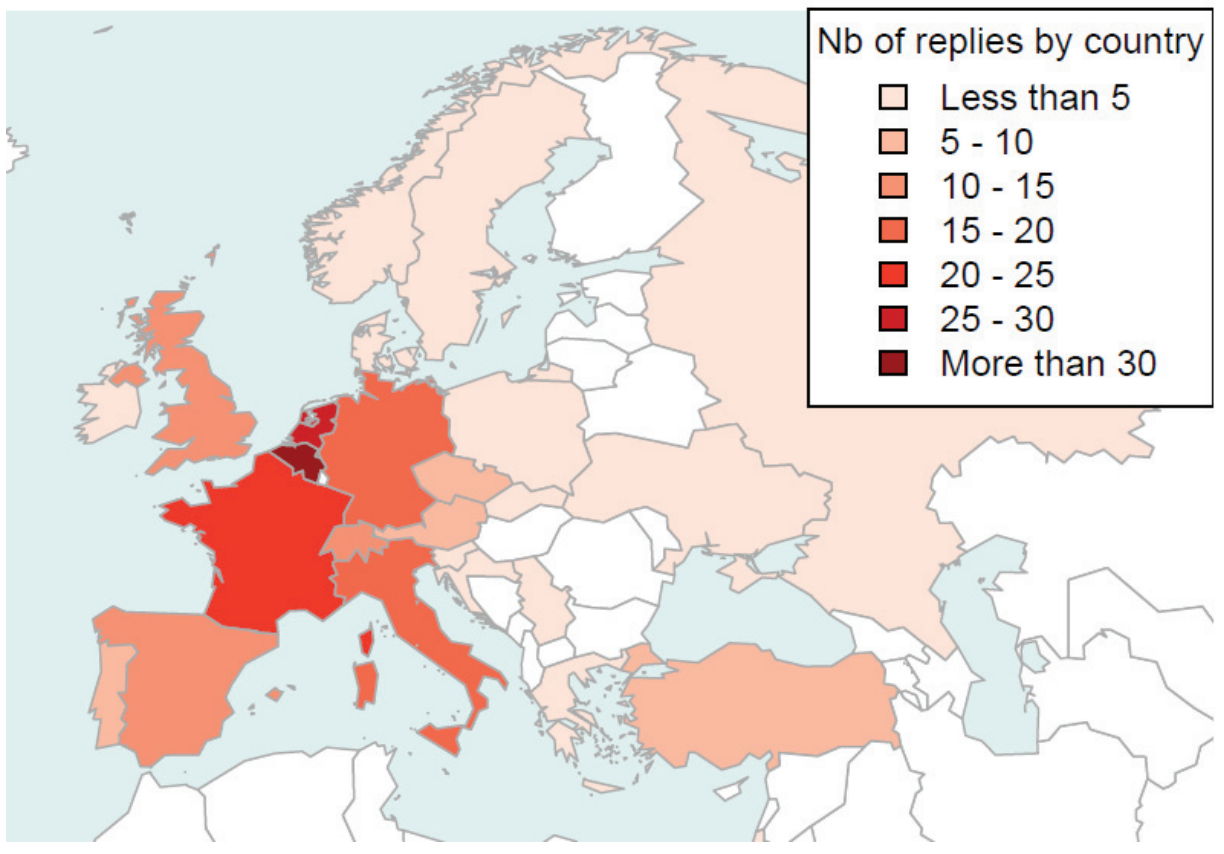 Nb of replies by country
Less than 5
5 - 10
10 - 15
15 - 20
20 - 25
25 - 30
More than 30